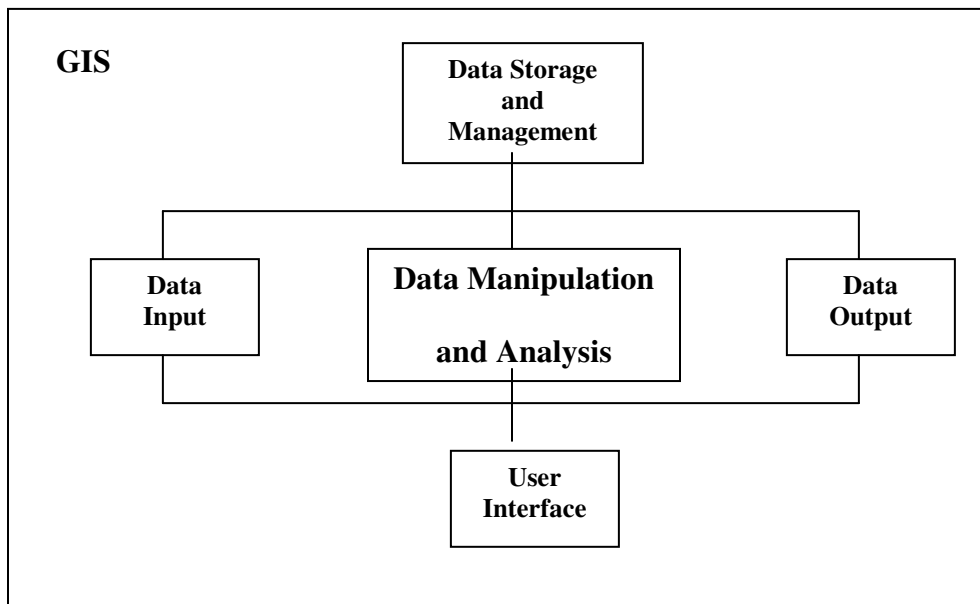 GIS
Data Storage
and
Management
Data
Input
Data Manipulation
and Analysis
Data
Output
User
Interface